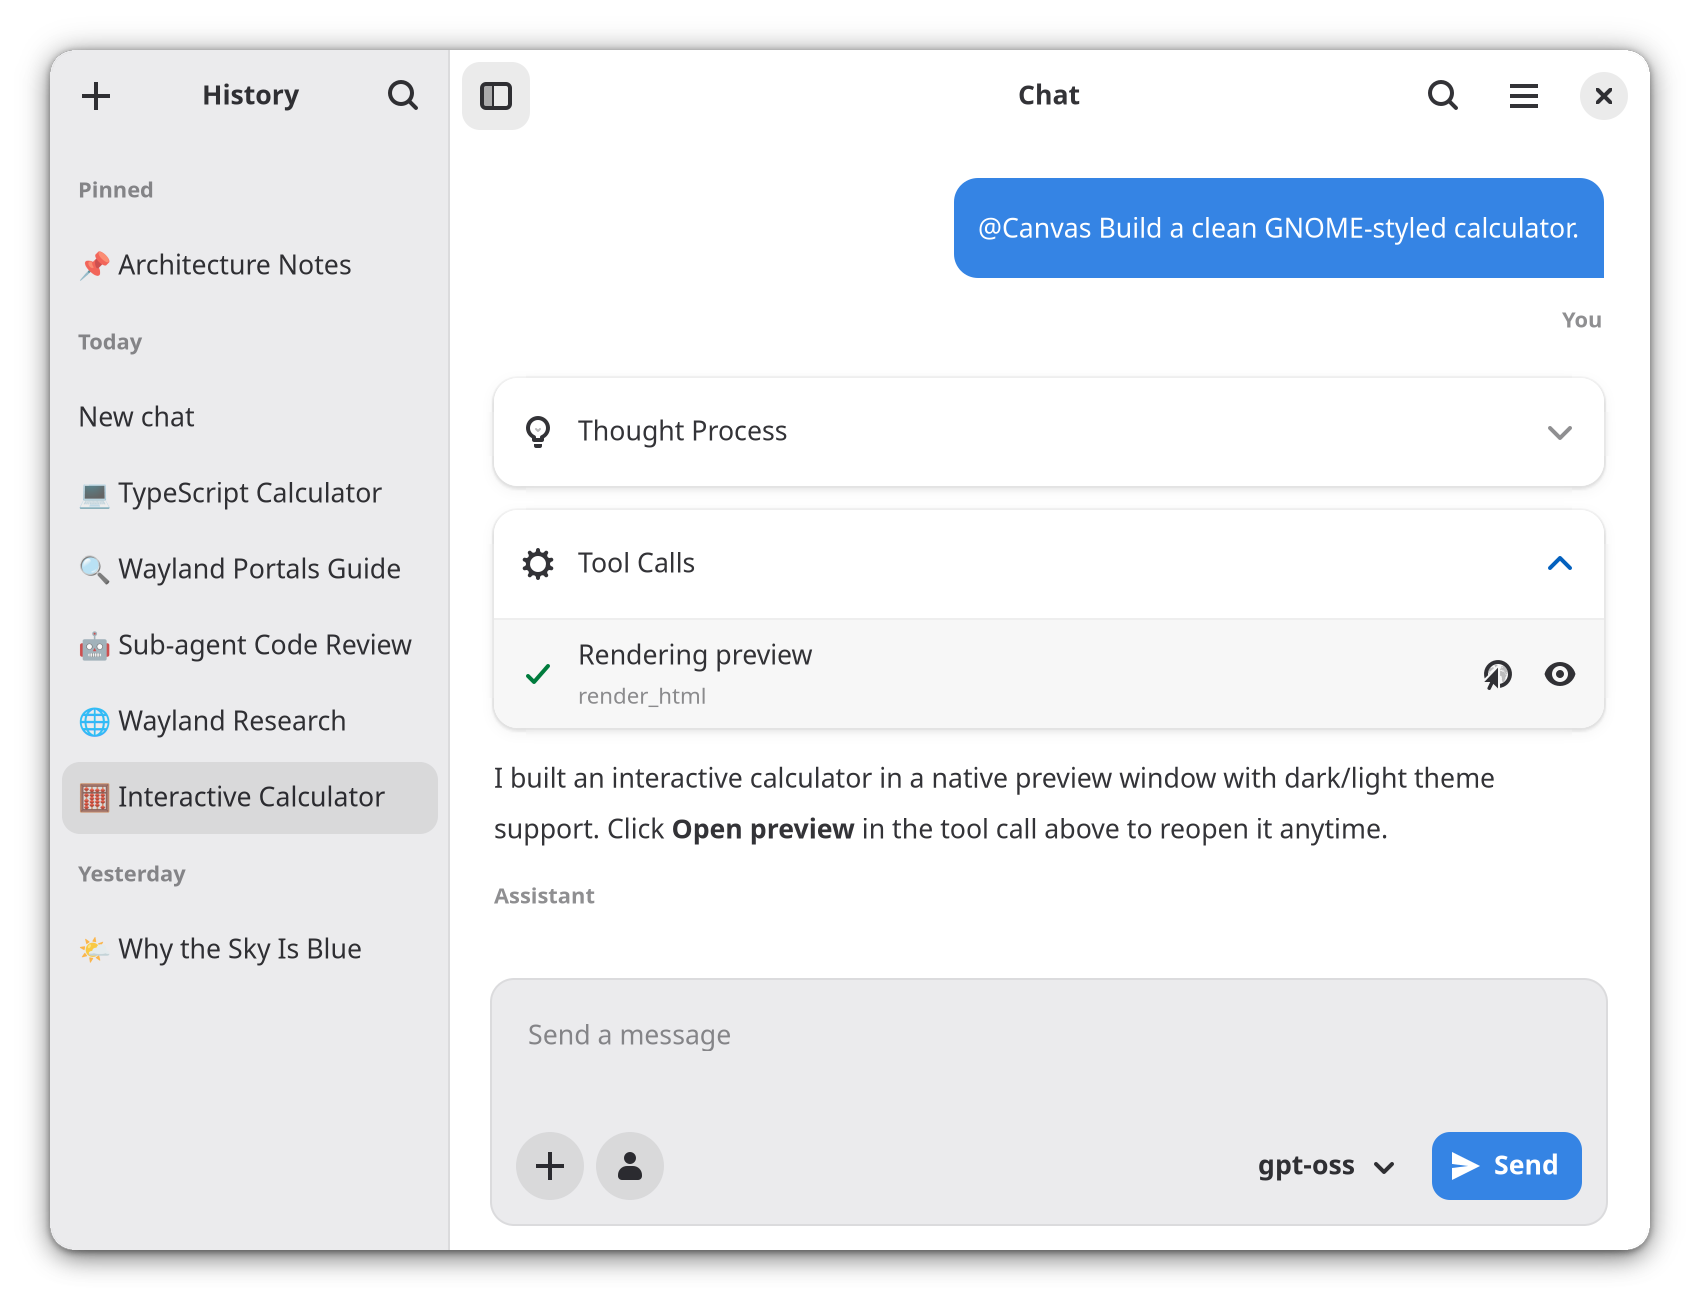 History
Pinned
📌 Architecture Notes
Today
New chat
💻 TypeScript Calculator
🔍 Wayland Portals Guide
🤖 Sub-agent Code Review
🌐 Wayland Research
🧮 Interactive Calculator
Yesterday
🌤️ Why the Sky Is Blue
Chat
@Canvas Build a clean GNOME-styled calculator.
You
Thought Process
Tool Calls
Rendering preview
render_html
I built an interactive calculator in a native preview window with dark/light theme
support. Click Open preview in the tool call above to reopen it anytime.
Assistant
Send a message
gpt-oss
Send